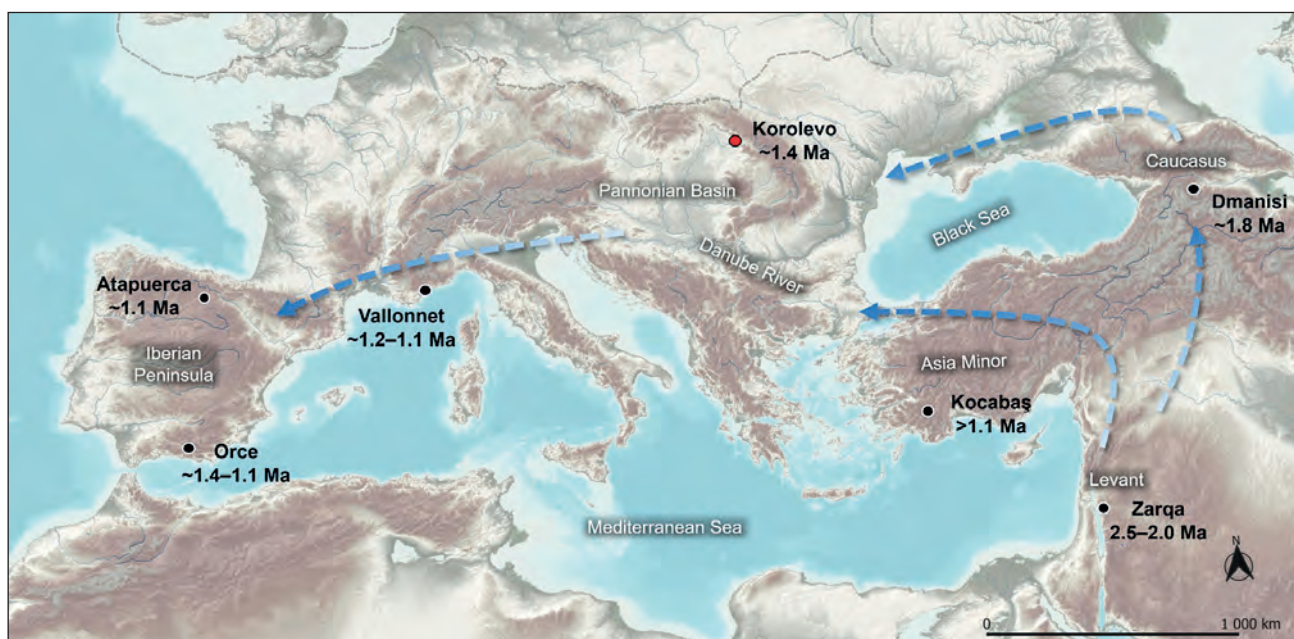 Korolevo
~1.4 Ma
Caucasus
Pannonian Basin
Dmanisi
~1.8 Ma
Black Sea
Danube River
Atapuerca
~1.1 Ma
Vallonnet
~1.2–1.1 Ma
Iberian
Peninsula
Asia Minor
Kocabaş
>1.1 Ma
Orce
~1.4–1.1 Ma
Levant
Zarqa
2.5–2.0 Ma
Mediterranean Sea
N
0
1 000 km